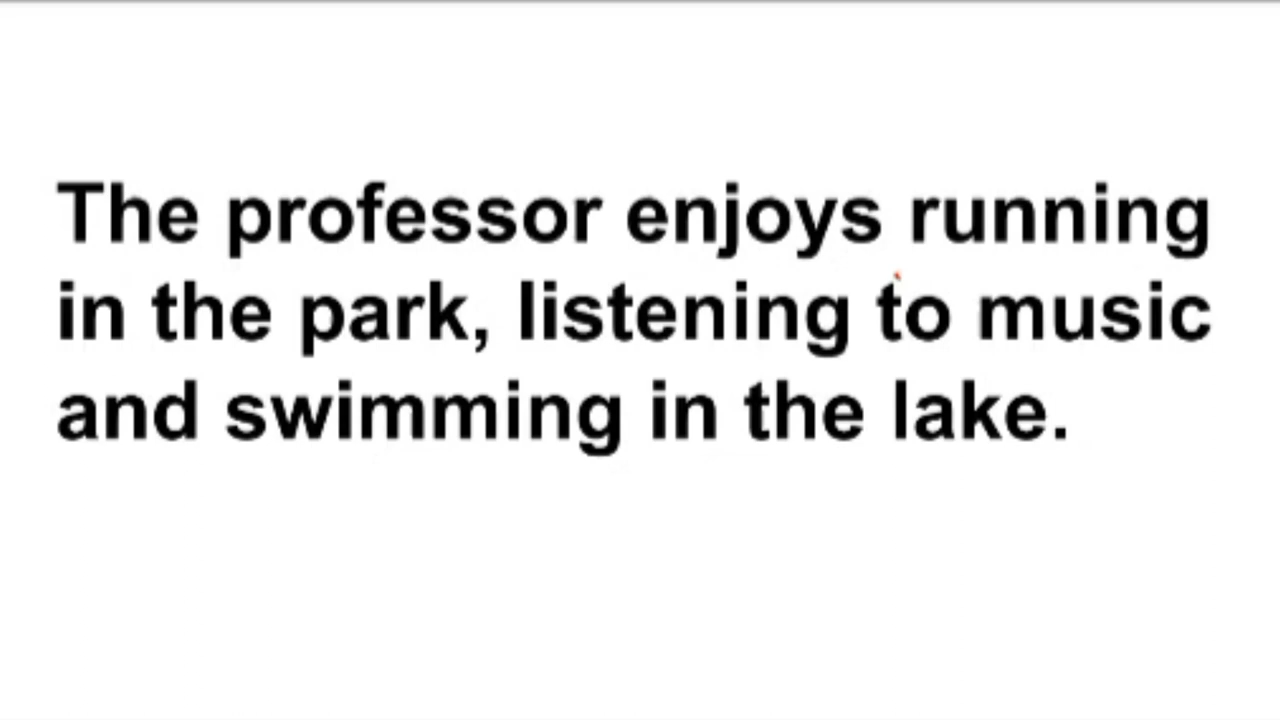 The professor enjoys running
in the park, listening to music
and swimming in the lake.